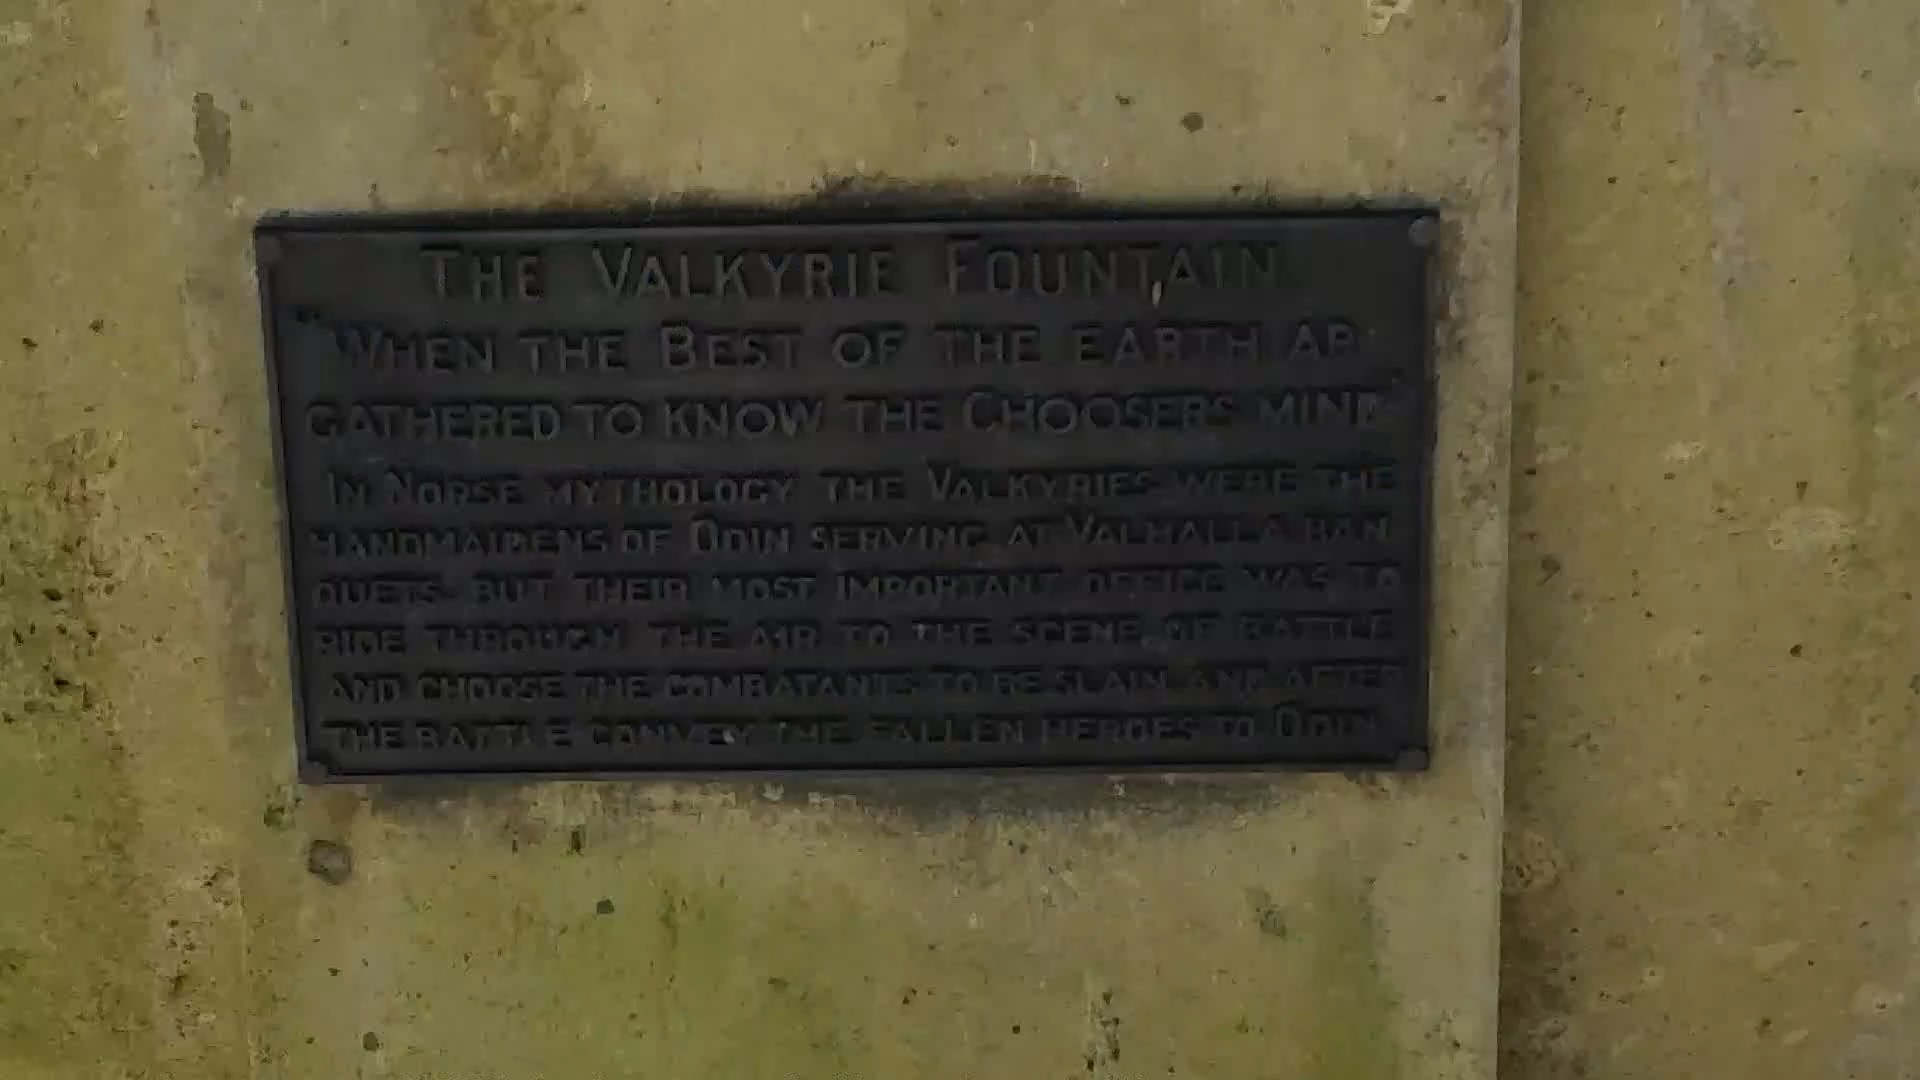 THE VALKYRIE FOUNTAIN
"WHEN THE BEST OF THE EARTH AR
GATHERED TO KNOW THE CHOOSERS MIND"
IN NORSE MYTHOLOGY THE VALKYRIES WERE THE
HANDMAIDENS OF ODIN SERVING AT VALHALLA BAN
QUETS. BUT THEIR MOST IMPORTANT OFFICE WAS TO
RIDE THROUGH THE AIR TO THE SCENE OF BATTLE
AND CHOOSE THE COMBATANTS TO BE SLAIN AND AFTER
THE BATTLE CONVEY THE FALLEN HEROES TO ODIN